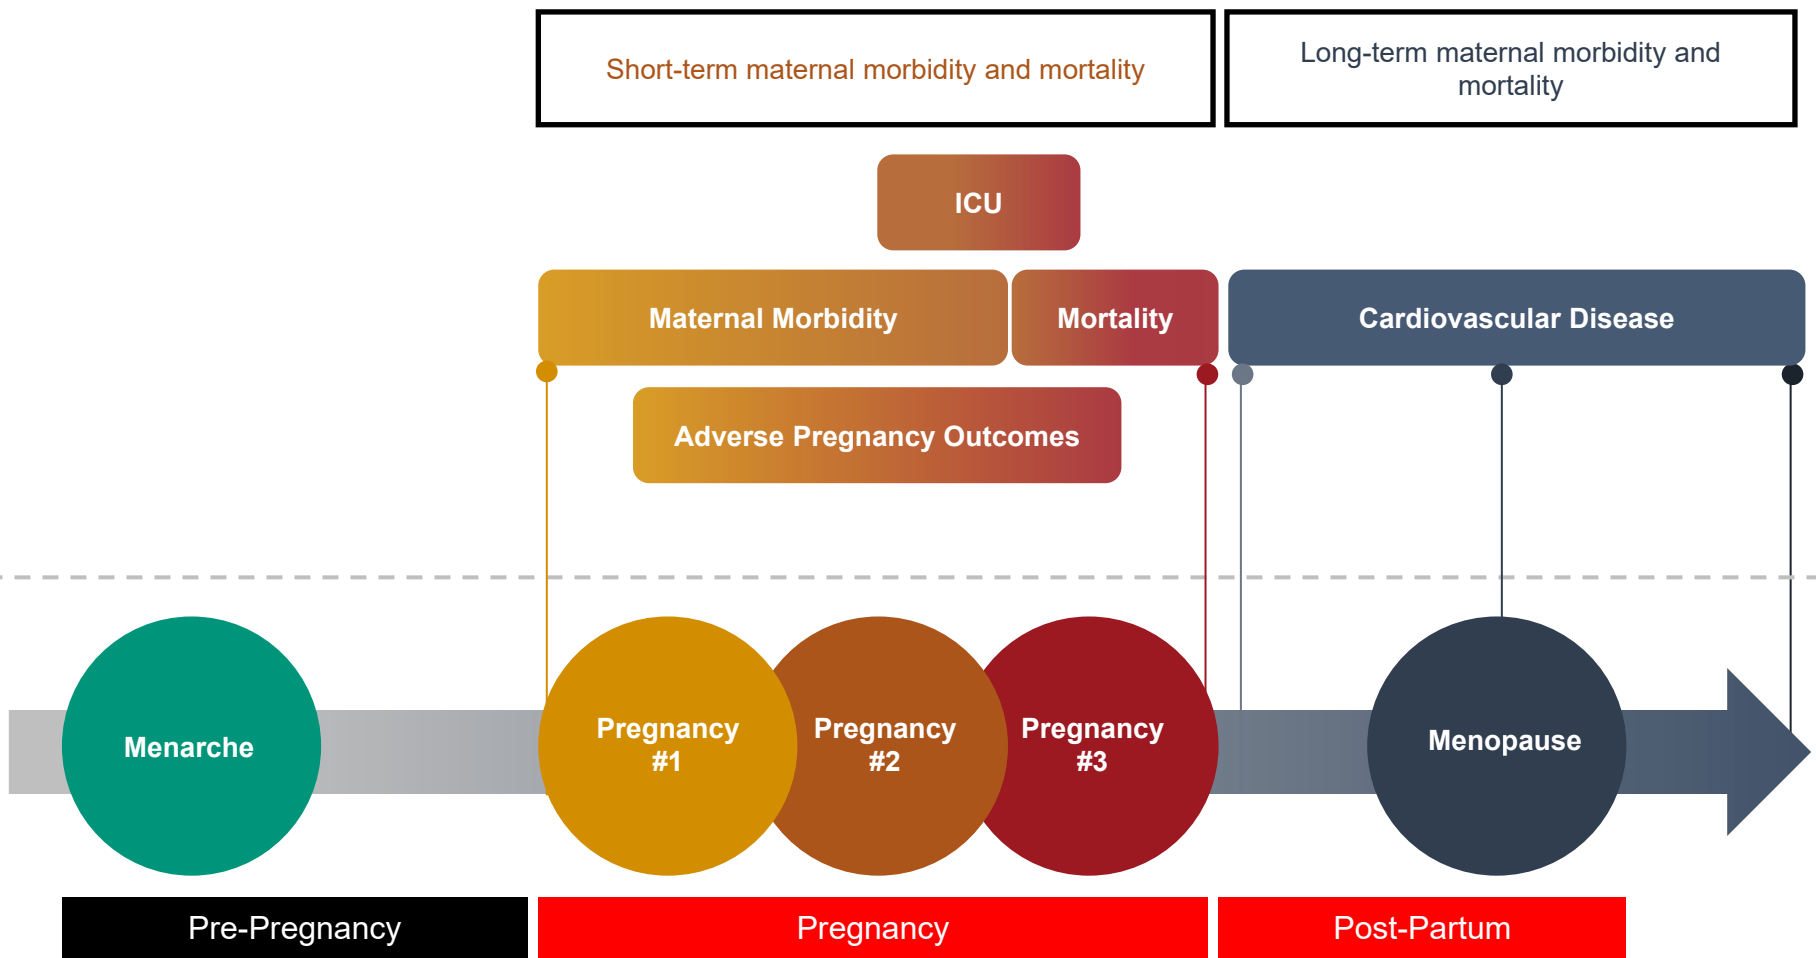 Short-term maternal morbidity and mortality
Long-term maternal morbidity and
mortality
ICU
Maternal Morbidity
Mortality
Cardiovascular Disease
Adverse Pregnancy Outcomes
Menarche
Pregnancy
#1
Pregnancy
#2
Pregnancy
#3
Menopause
Pre-Pregnancy
Pregnancy
Post-Partum